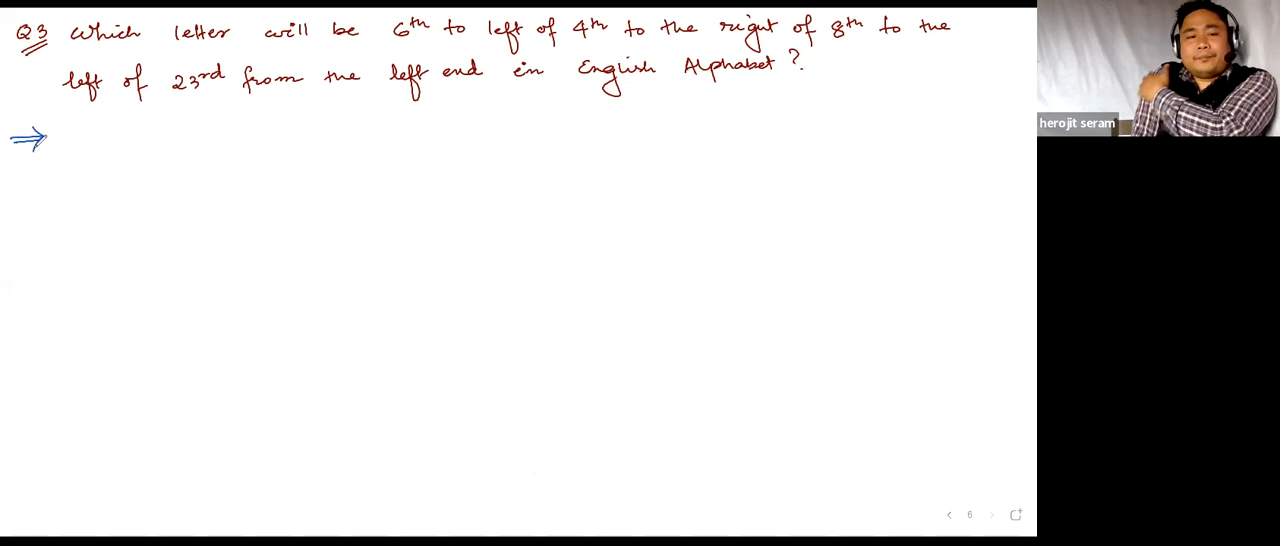 Q3 Which letter will be 6th to left of 4th to the right of 8th to the
left of 23rd from the left end in English Alphabet?
⇒
herojit seram
6